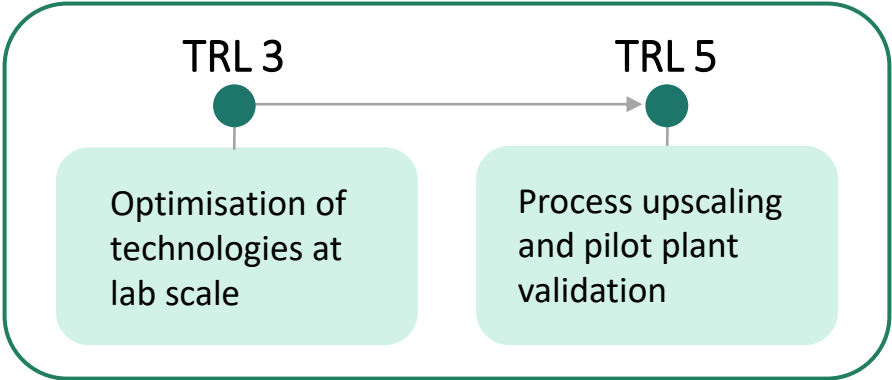 TRL 3
TRL 5
Optimisation of
technologies at
lab scale
Process upscaling
and pilot plant
validation